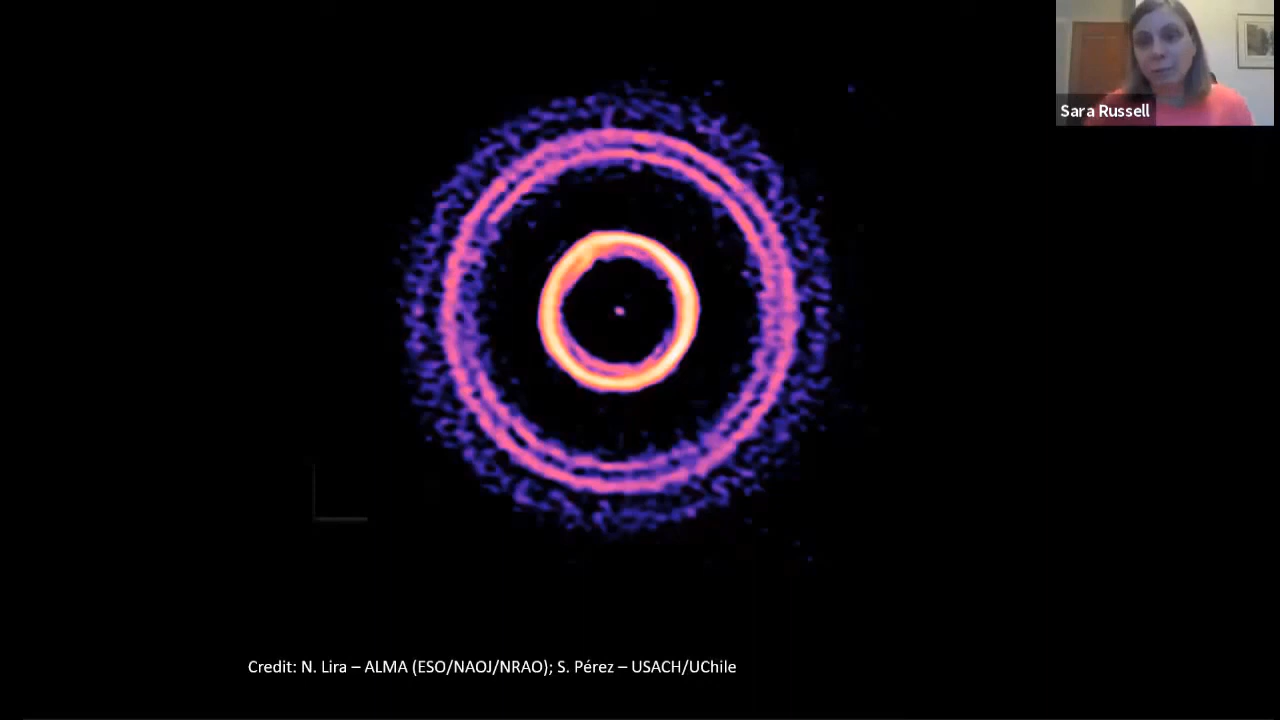 Sara Russell
Credit: N. Lira – ALMA (ESO/NAOJ/NRAO); S. Pérez – USACH/UChile